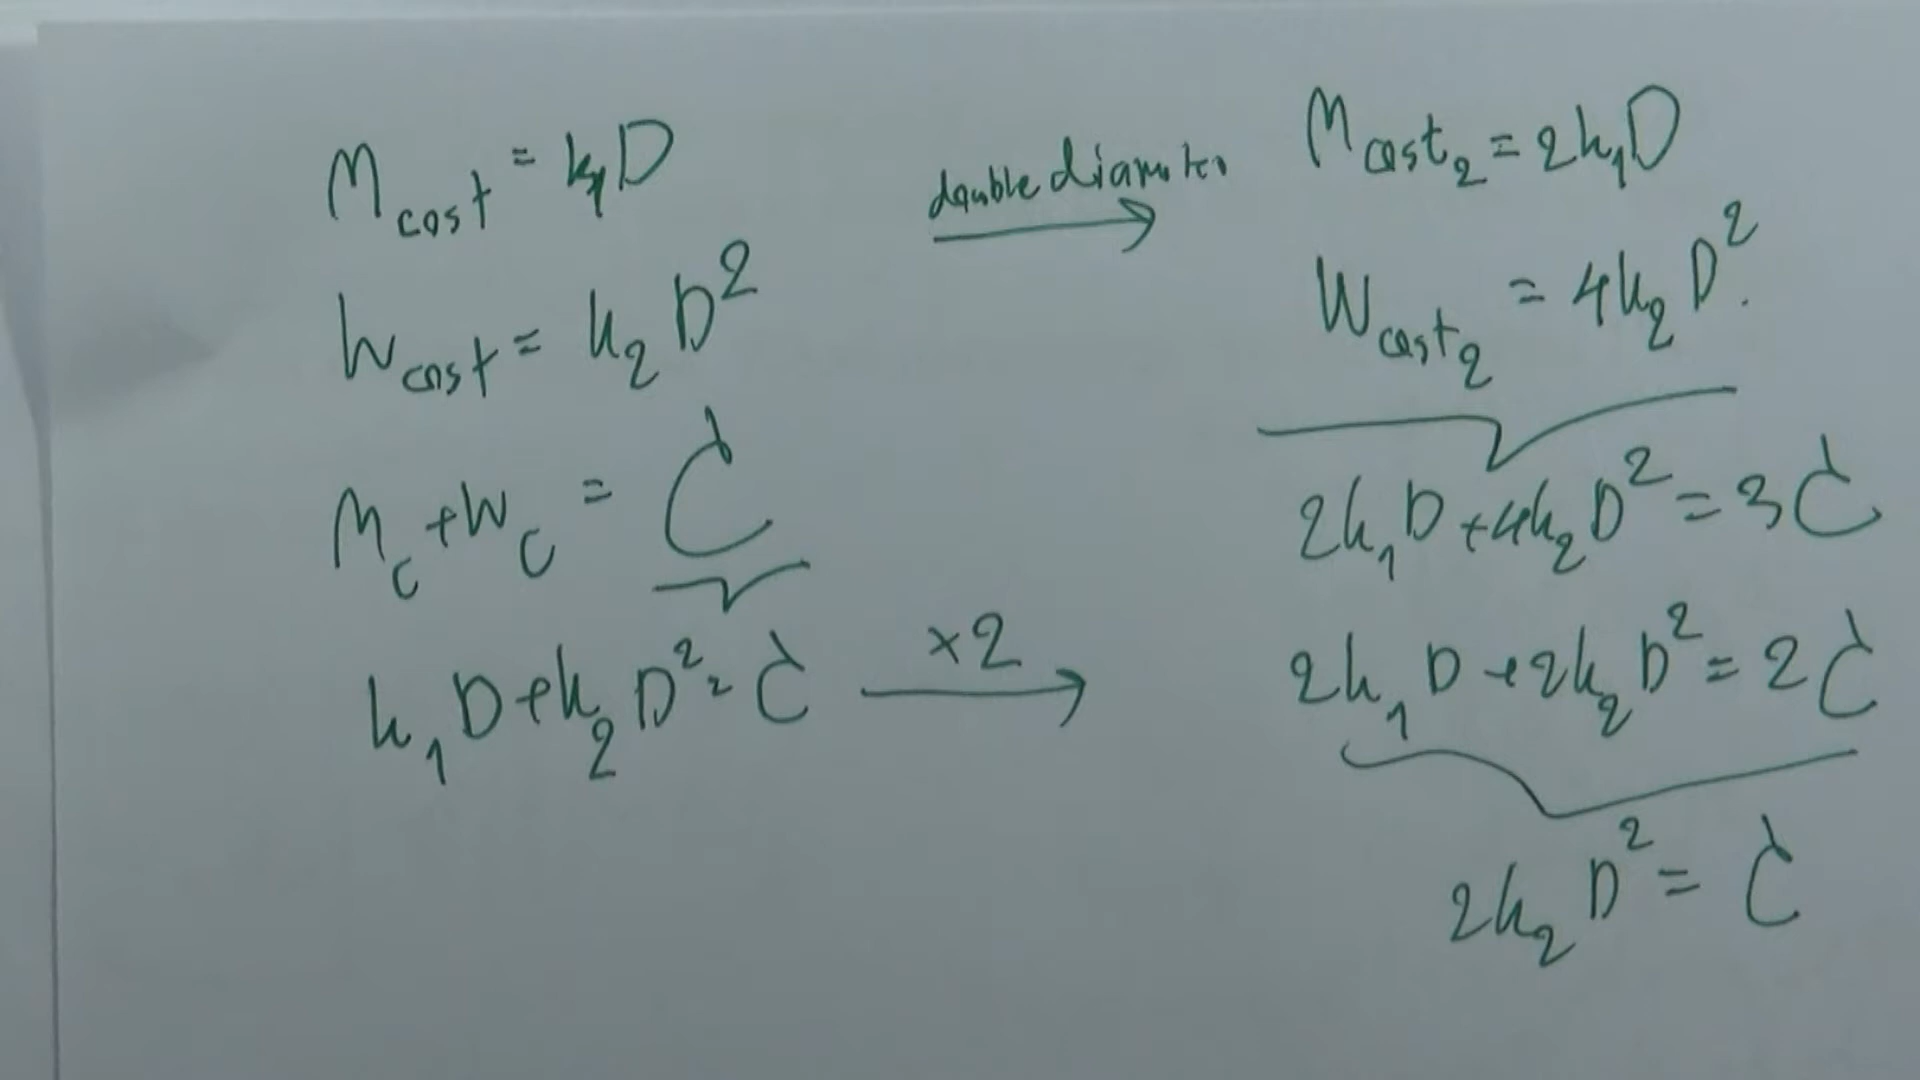 M_cost = k_1 D
W_cost = k_2 D^2
M_c + W_c = C
k_1 D + k_2 D^2 = C
double diameter
×2
M_cost_2 = 2k_1 D
W_cost_2 = 4k_2 D^2.
2k_1 D + 4k_2 D^2 = 3C
2k_1 D + 2k_2 D^2 = 2C
2k_2 D^2 = C